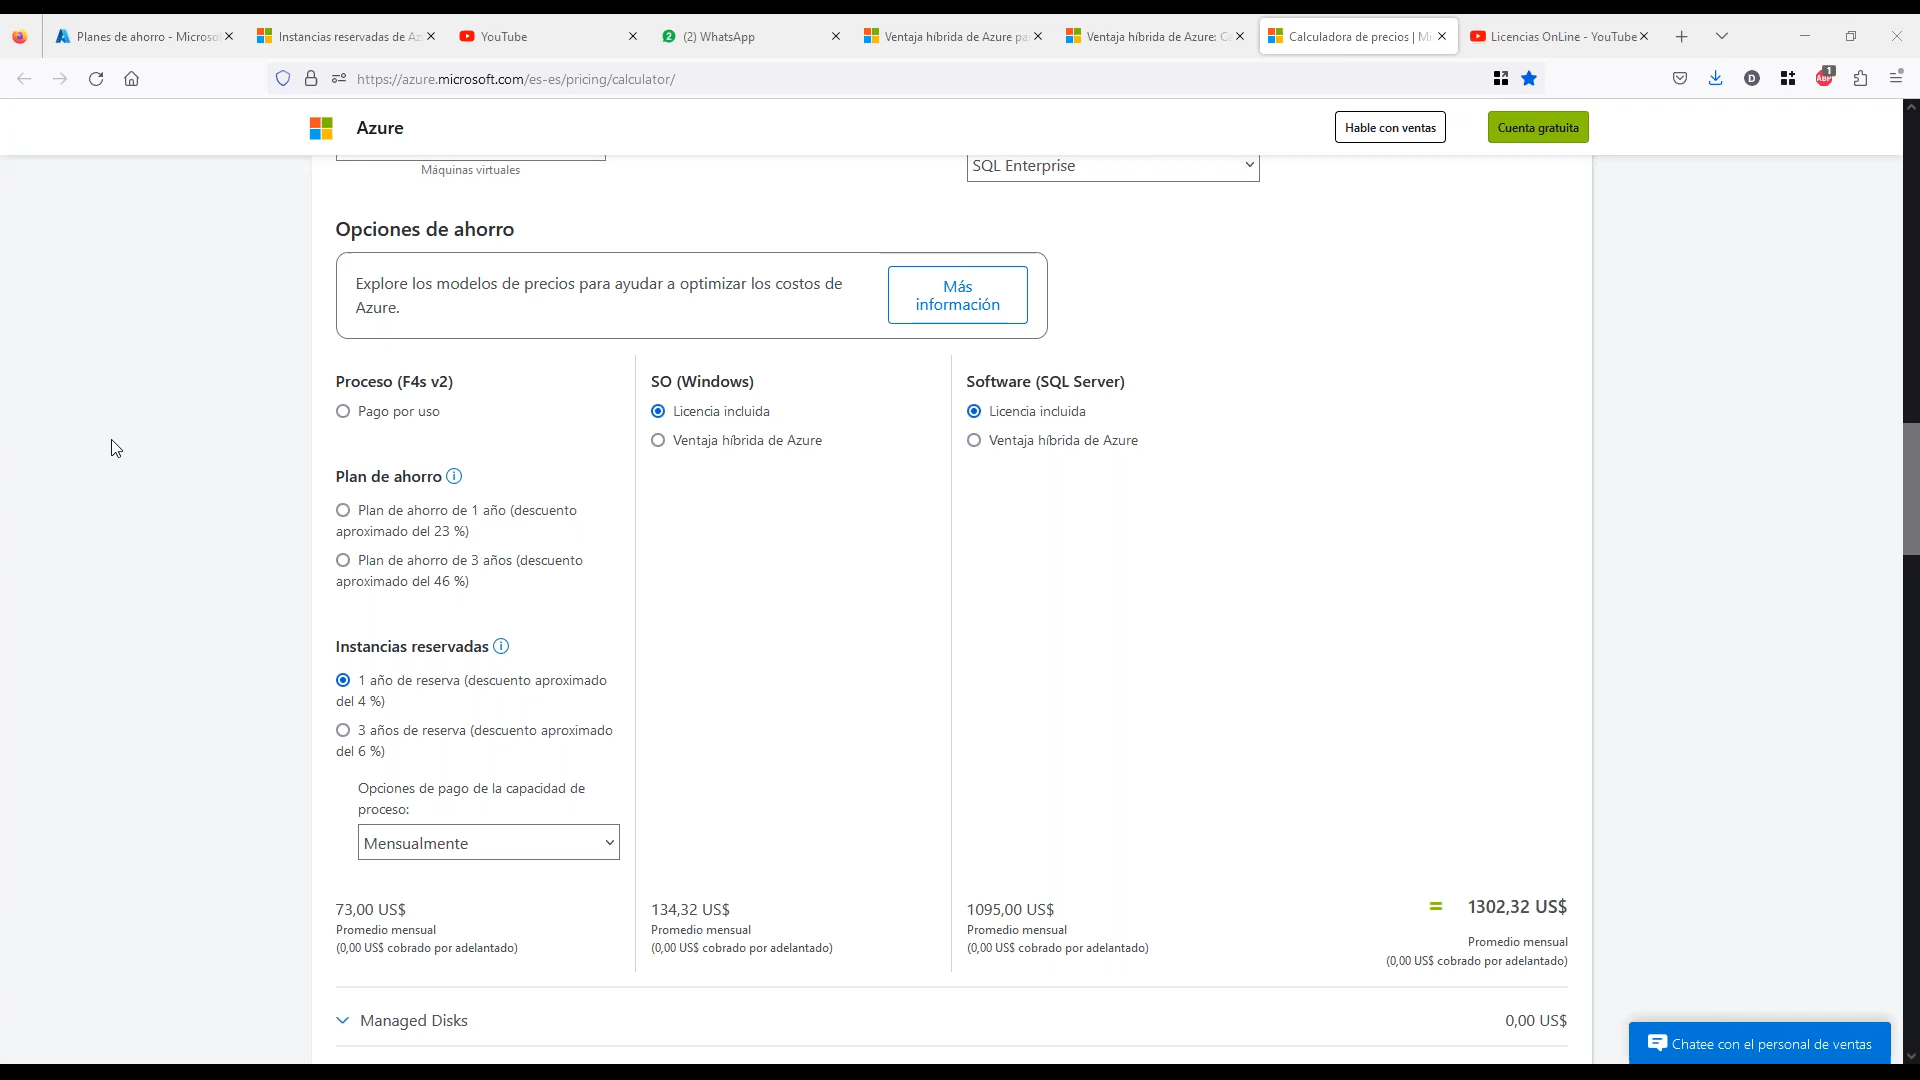 Planes de ahorro - Microsof
Instancias reservadas de Az
YouTube
(2) WhatsApp
Ventaja híbrida de Azure pa
Ventaja híbrida de Azure: Ca
Calculadora de precios | Mi
Licencias OnLine - YouTube
https://azure.microsoft.com/es-es/pricing/calculator/
Azure
Hable con ventas
Cuenta gratuita
Máquinas virtuales
SQL Enterprise
Opciones de ahorro
Explore los modelos de precios para ayudar a optimizar los costos de
Azure.
Más
información
Proceso (F4s v2)
Pago por uso
Plan de ahorro
Plan de ahorro de 1 año (descuento
aproximado del 23 %)
Plan de ahorro de 3 años (descuento
aproximado del 46 %)
Instancias reservadas
1 año de reserva (descuento aproximado
del 4 %)
3 años de reserva (descuento aproximado
del 6 %)
Opciones de pago de la capacidad de
proceso:
Mensualmente
73,00 US$
Promedio mensual
(0,00 US$ cobrado por adelantado)
SO (Windows)
Licencia incluida
Ventaja híbrida de Azure
134,32 US$
Promedio mensual
(0,00 US$ cobrado por adelantado)
Software (SQL Server)
Licencia incluida
Ventaja híbrida de Azure
1095,00 US$
Promedio mensual
(0,00 US$ cobrado por adelantado)
= 1302,32 US$
Promedio mensual
(0,00 US$ cobrado por adelantado)
Managed Disks
0,00 US$
Chatee con el personal de ventas